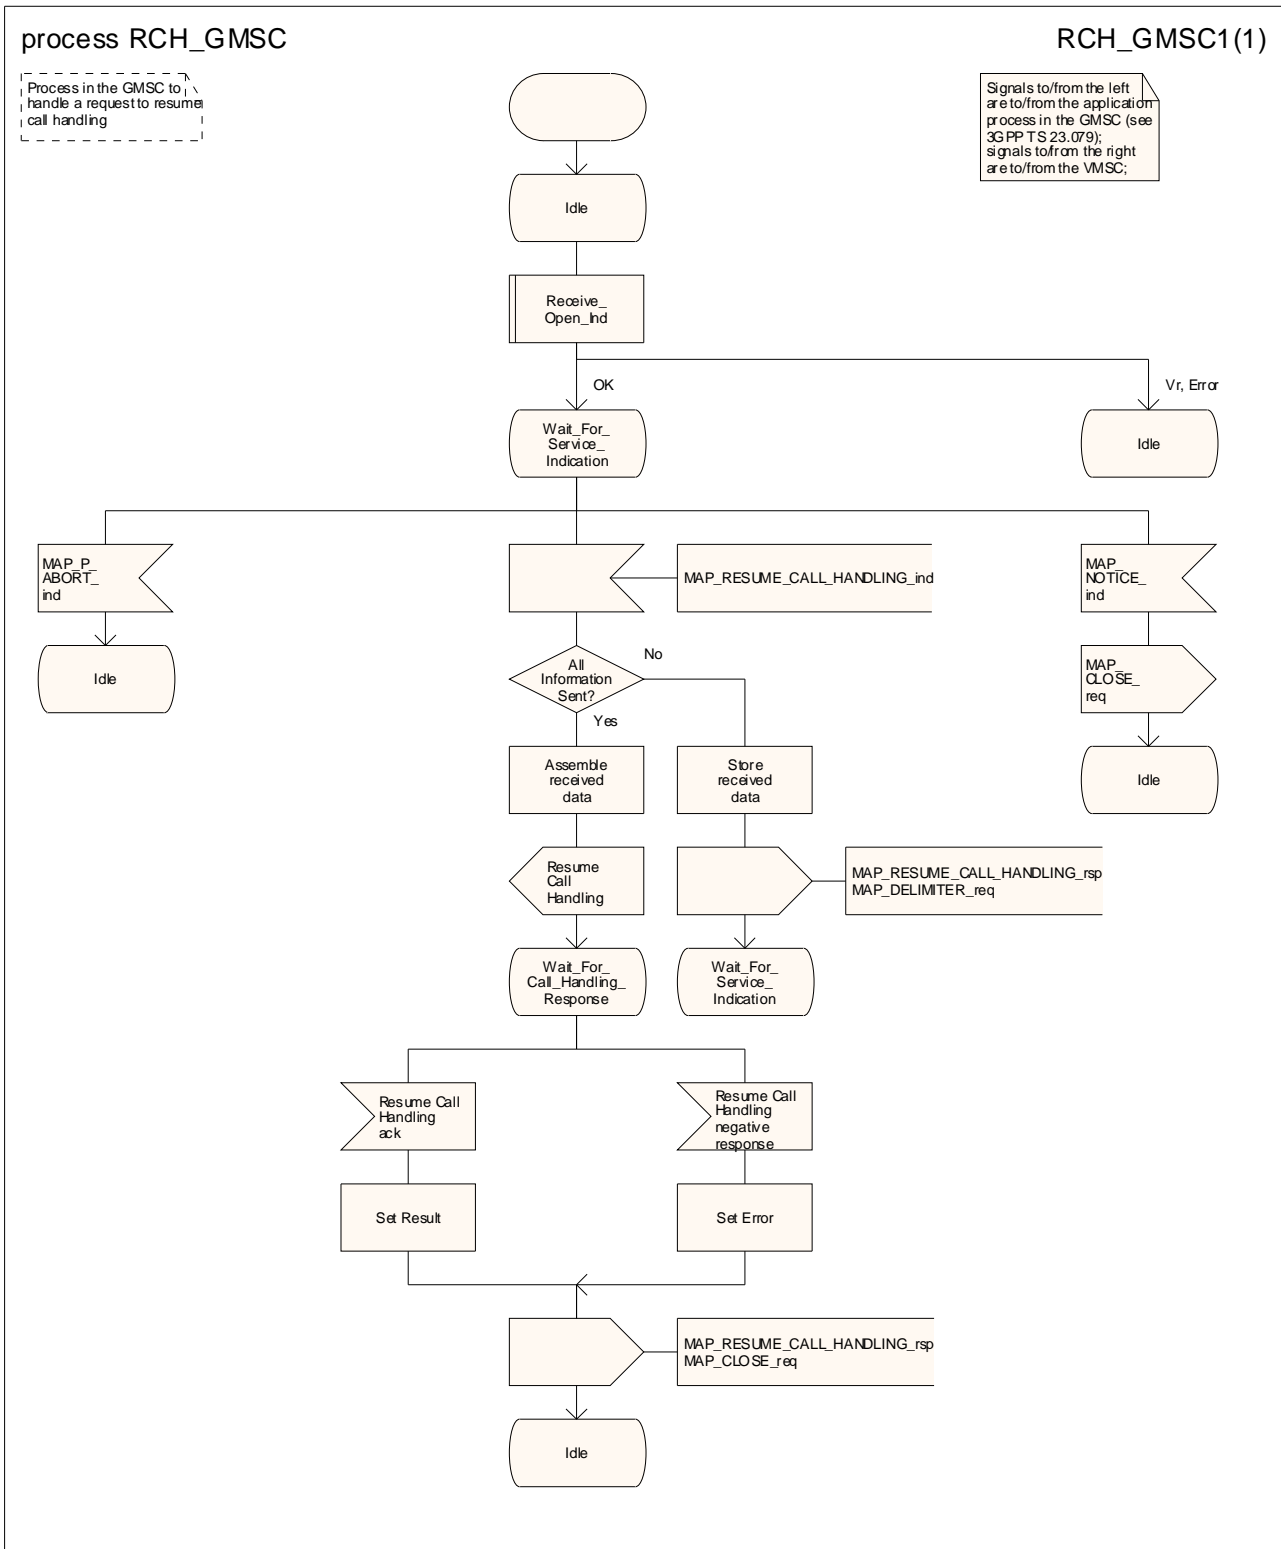 process RCH_GMSC
RCH_GMSC1(1)
Process in the GMSC to
handle a request to resume
call handling
Signals to/from the left
are to/from the application
process in the GMSC (see
3GPP TS 23.079);
signals to/from the right
are to/from the VMSC;
Idle
Receive_
Open_Ind
OK
Vr, Error
Wait_For_
Service_
Indication
Idle
MAP_P_
ABORT_
ind
MAP_RESUME_CALL_HANDLING_ind
MAP_
NOTICE_
ind
Idle
All
Information
Sent?
No
Yes
MAP_
CLOSE_
req
Assemble
received
data
Store
received
data
Idle
Resume
Call
Handling
MAP_RESUME_CALL_HANDLING_rsp
MAP_DELIMITER_req
Wait_For_
Call_Handling_
Response
Wait_For_
Service_
Indication
Resume Call
Handling
ack
Resume Call
Handling
negative
response
Set Result
Set Error
MAP_RESUME_CALL_HANDLING_rsp
MAP_CLOSE_req
Idle